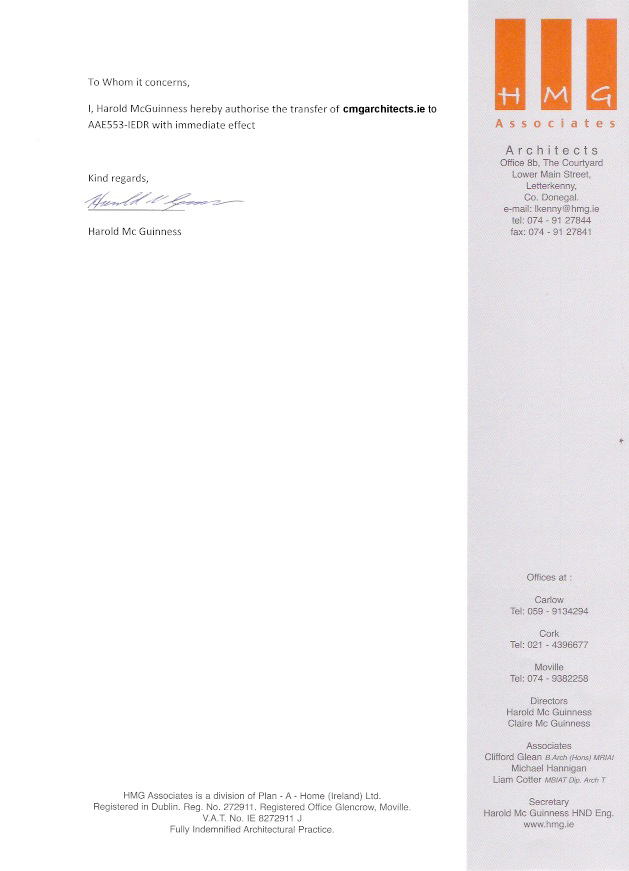 To Whom it concerns,
I, Harold McGuinness hereby authorise the transfer of cmgarchitects.ie to
AAE553-IEDR with immediate effect
Kind regards,
Harold Mc Guinness
HMG Associates is a division of Plan - A - Home (Ireland) Ltd.
Registered in Dublin. Reg. No. 272911. Registered Office Glencrow, Moville.
V.A.T. No. IE 8272911 J
Fully Indemnified Architectural Practice.
H M G
Associates
Architects
Office 8b, The Courtyard
Lower Main Street,
Letterkenny,
Co. Donegal.
e-mail: lkenny@hmg.ie
tel: 074 - 91 27844
fax: 074 - 91 27841
Offices at :
Carlow
Tel: 059 - 9134294
Cork
Tel: 021 - 4396677
Moville
Tel: 074 - 9382258
Directors
Harold Mc Guinness
Claire Mc Guinness
Associates
Clifford Glean B.Arch (Hons) MRIAI
Michael Hannigan
Liam Cotter MBIAT Dip. Arch T
Secretary
Harold Mc Guinness HND Eng.
www.hmg.ie